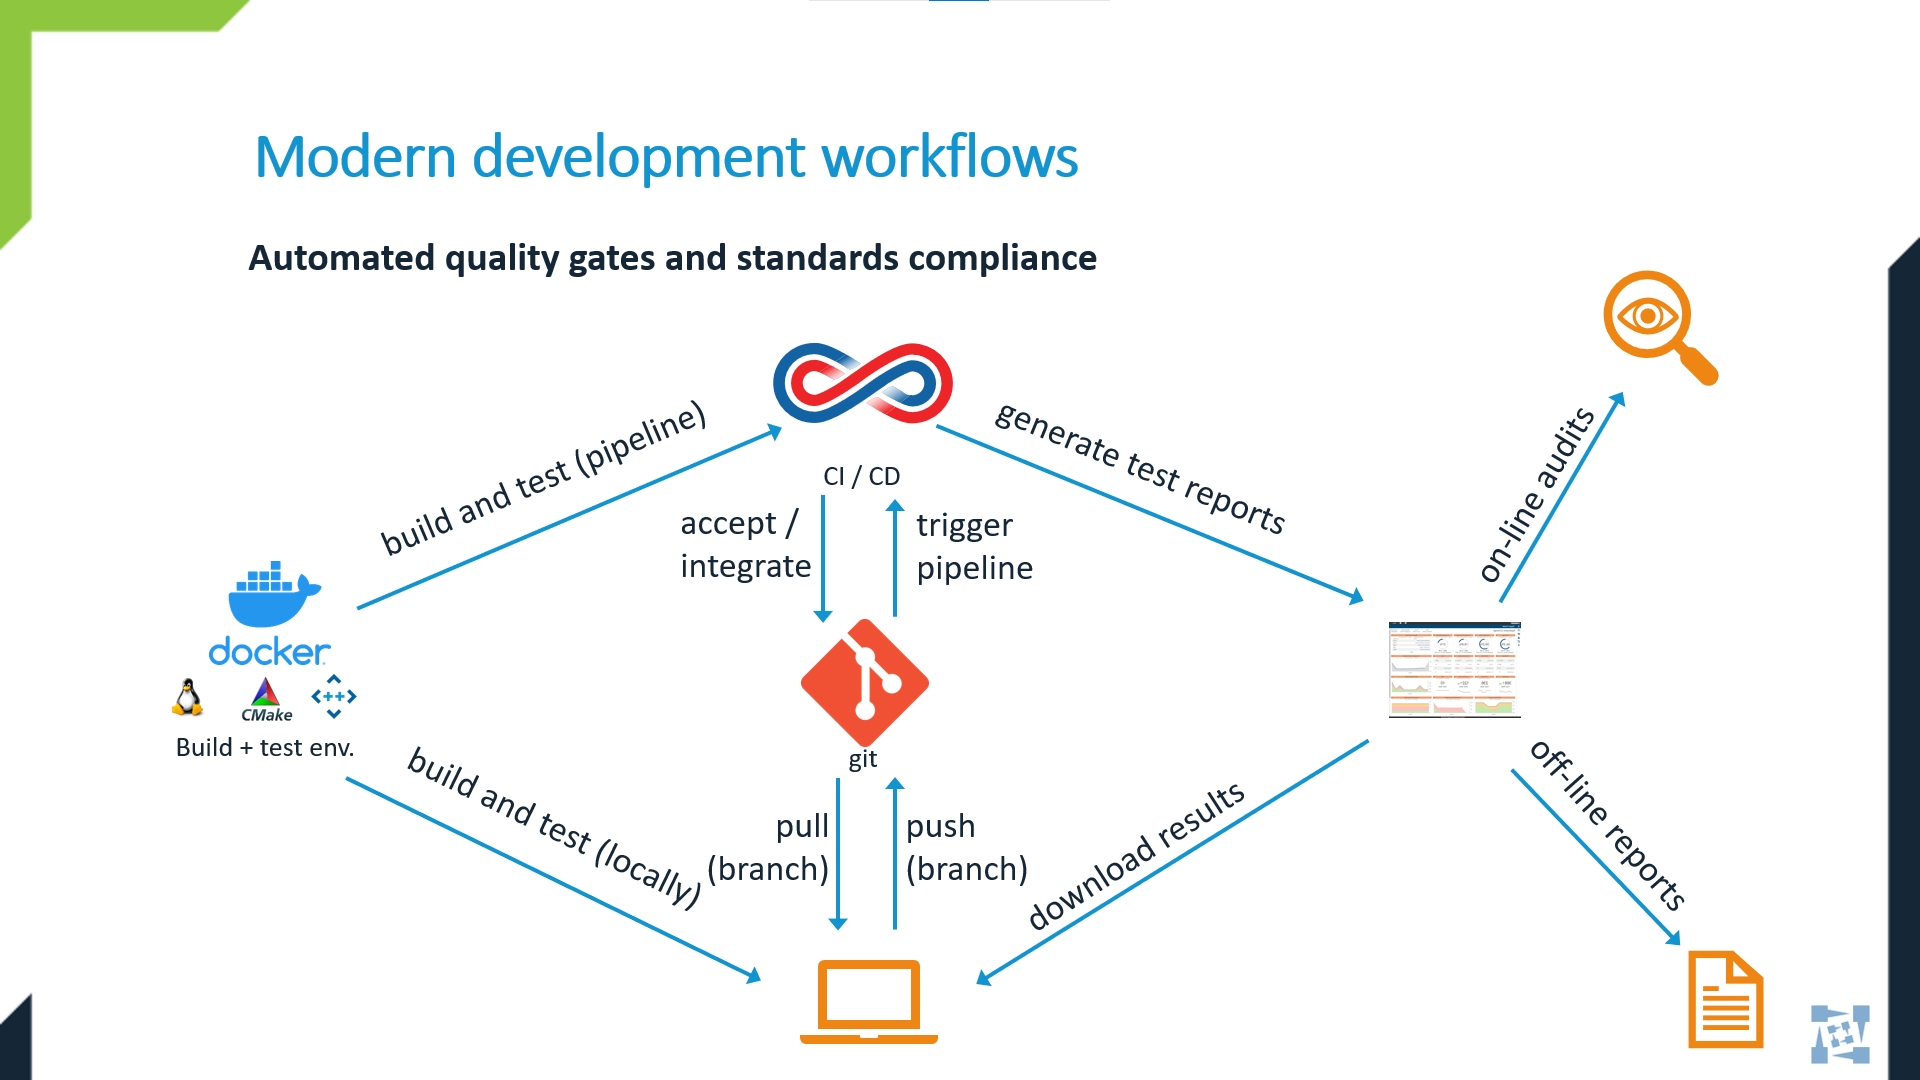 Modern development workflows
Automated quality gates and standards compliance
build and test (pipeline)
generate test reports
on-line audits
CI / CD
accept /
integrate
trigger
pipeline
docker
CMake
++
Build + test env.
git
build and test (locally)
pull
(branch)
push
(branch)
download results
off-line reports